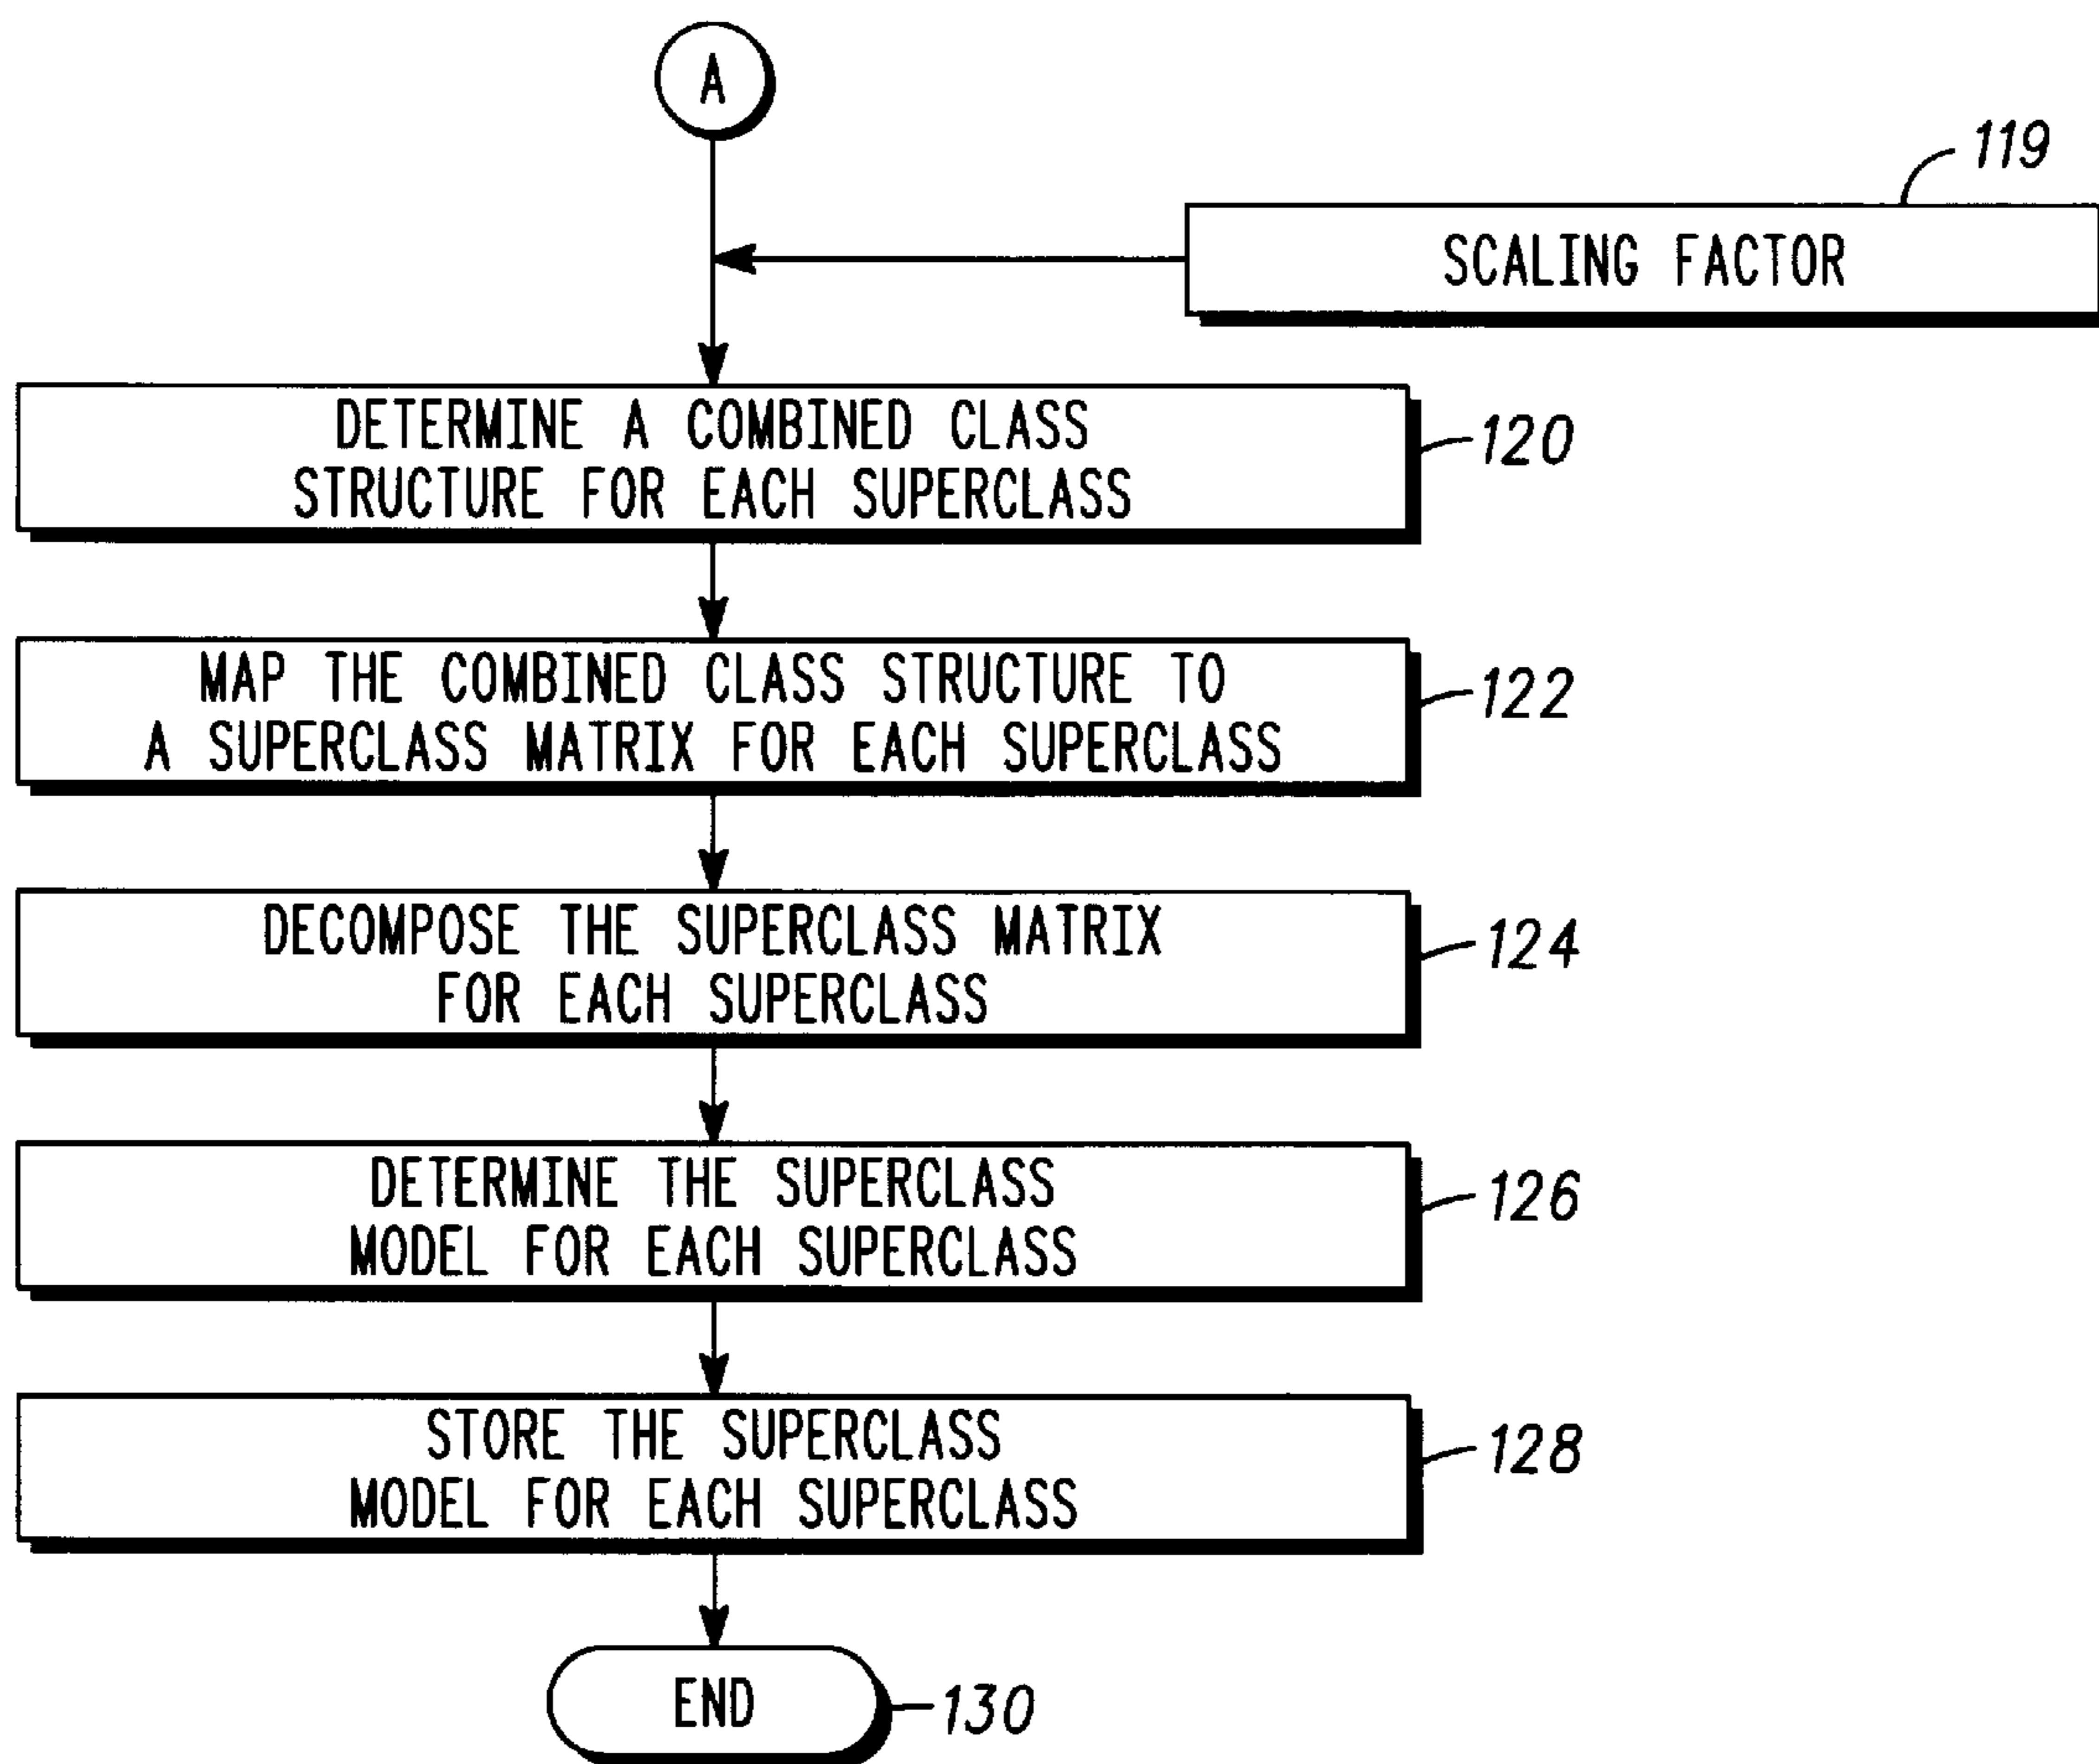 A
119
SCALING FACTOR
DETERMINE A COMBINED CLASS
STRUCTURE FOR EACH SUPERCLASS
120
MAP THE COMBINED CLASS STRUCTURE TO
A SUPERCLASS MATRIX FOR EACH SUPERCLASS
122
DECOMPOSE THE SUPERCLASS MATRIX
FOR EACH SUPERCLASS
124
DETERMINE THE SUPERCLASS
MODEL FOR EACH SUPERCLASS
126
STORE THE SUPERCLASS
MODEL FOR EACH SUPERCLASS
128
END
130